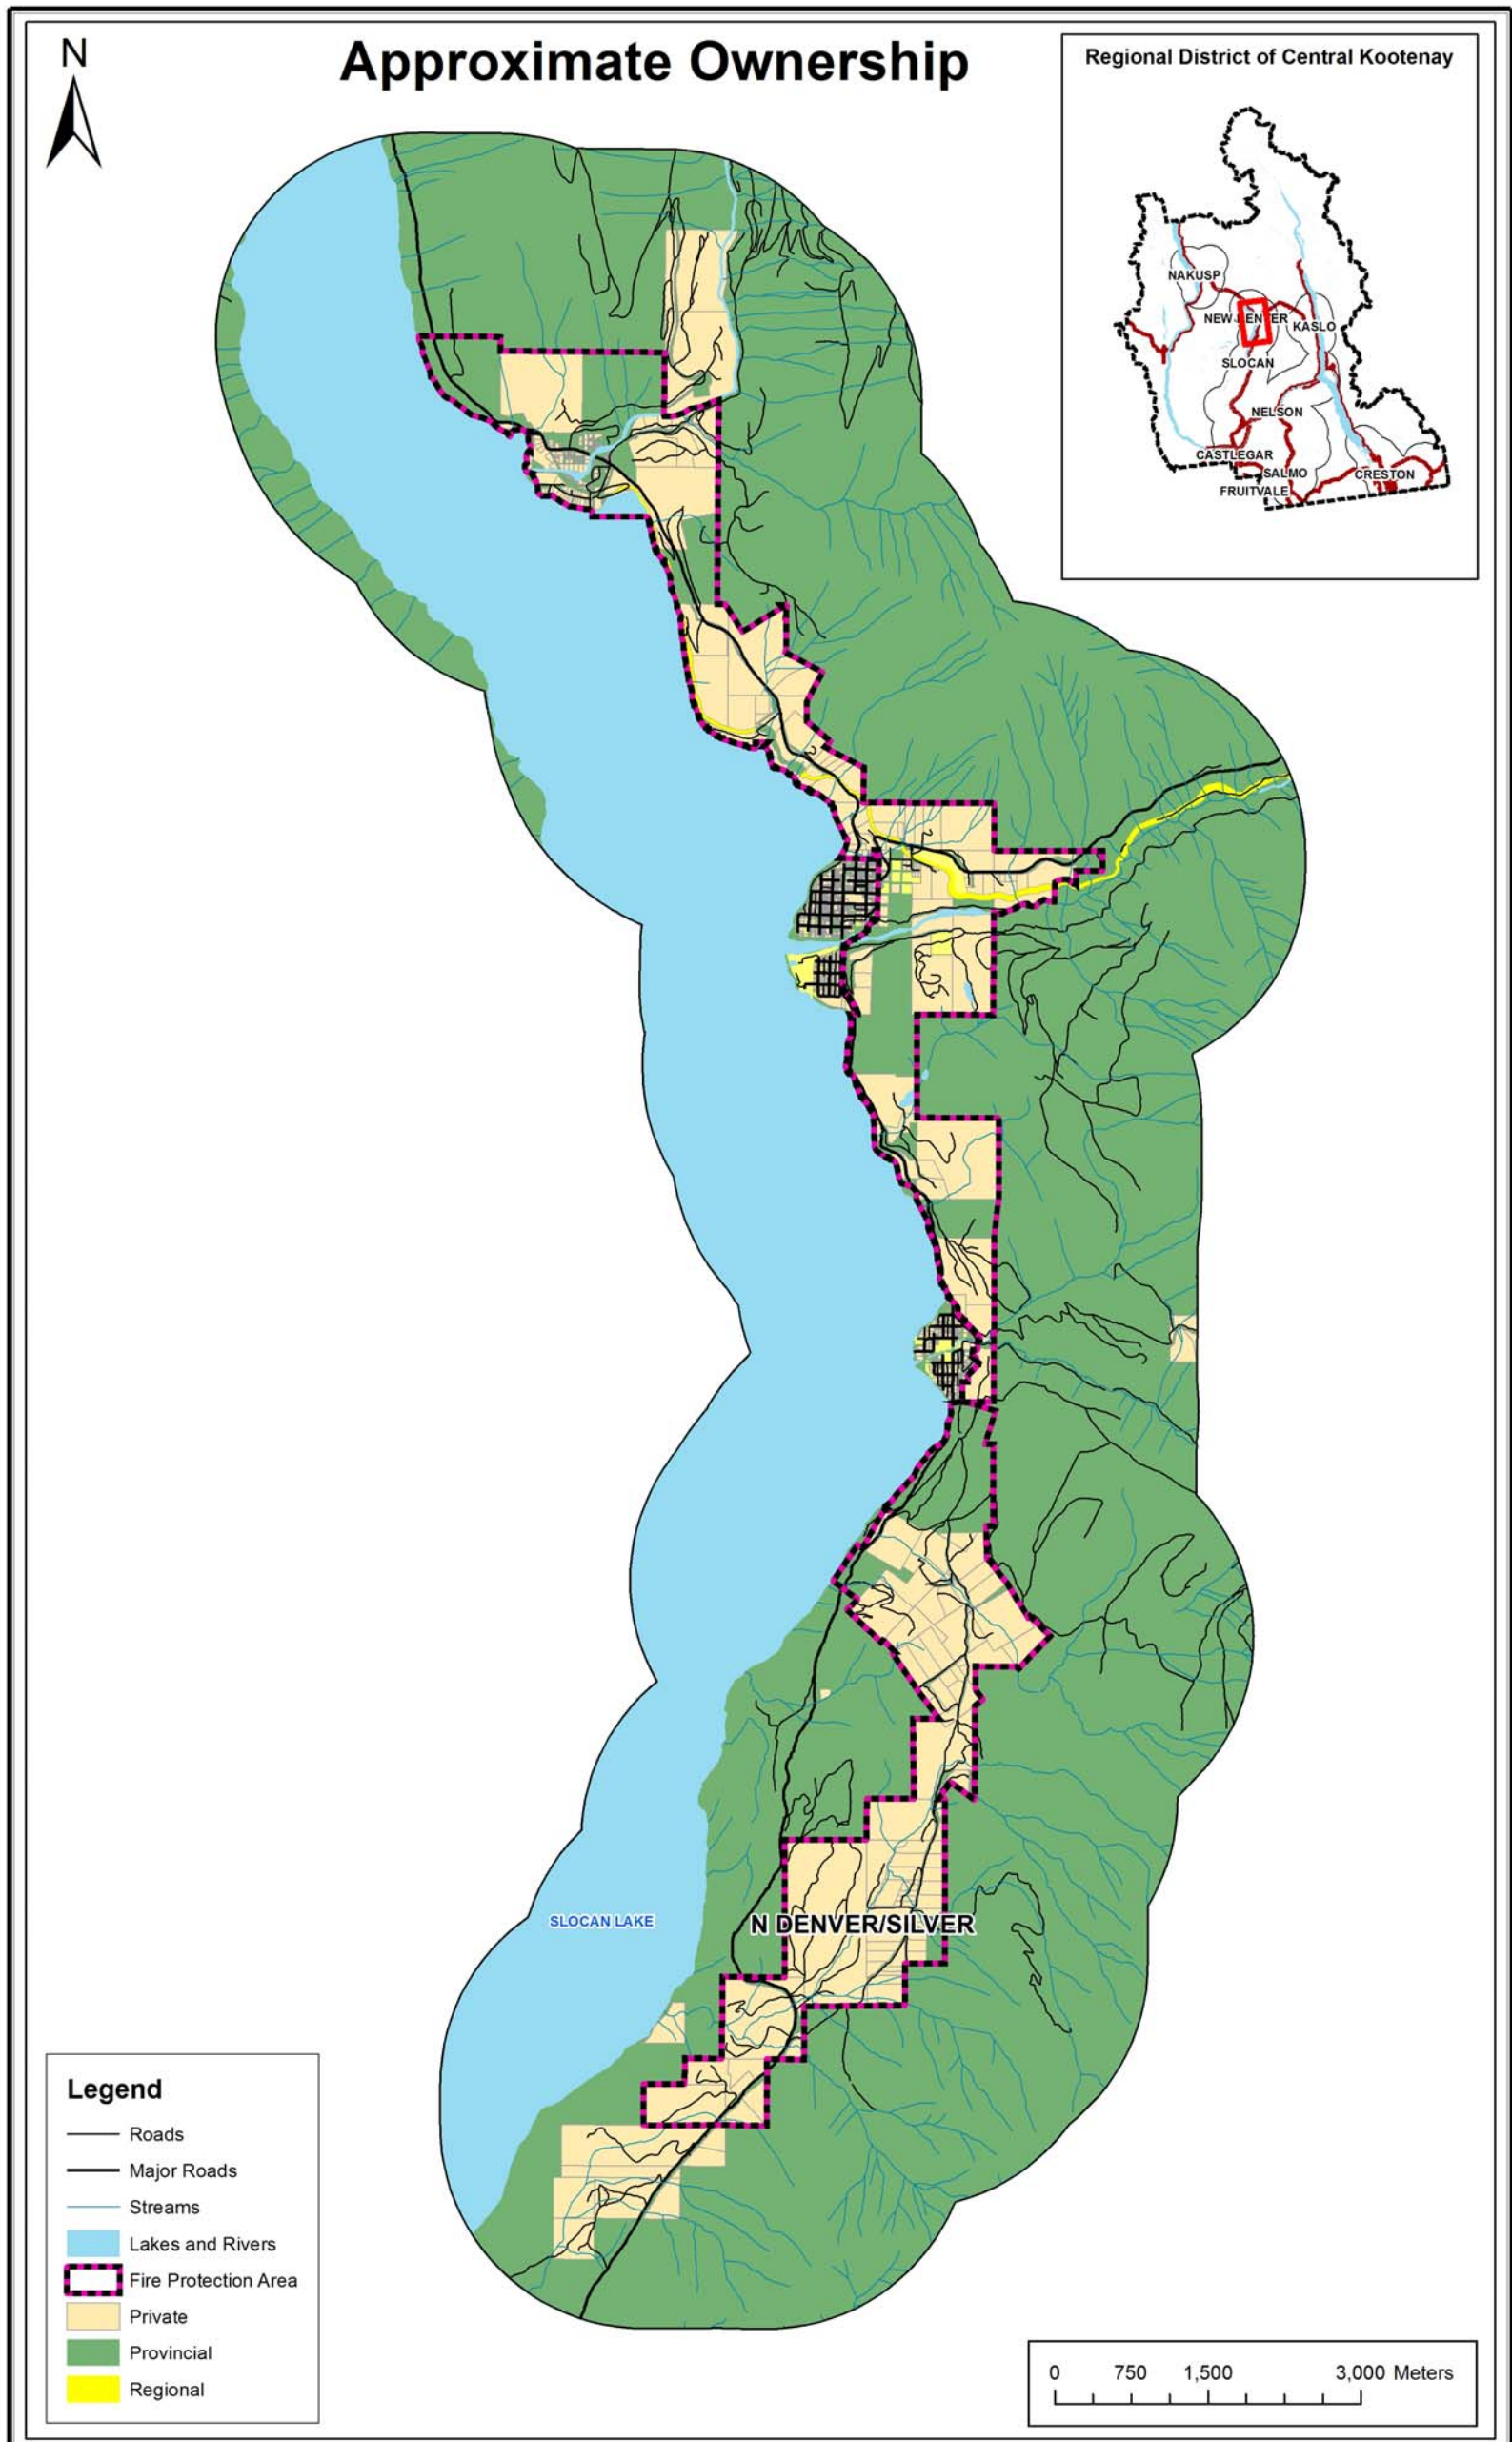 N
Approximate Ownership
Regional District of Central Kootenay
NAKUSP
NEW DENVER
KASLO
SLOCAN
NELSON
CASTLEGAR
SALMO
CRESTON
FRUITVALE
SLOCAN LAKE
N DENVER/SILVER
Legend
Roads
Major Roads
Streams
Lakes and Rivers
Fire Protection Area
Private
Provincial
Regional
0 750 1,500 3,000 Meters